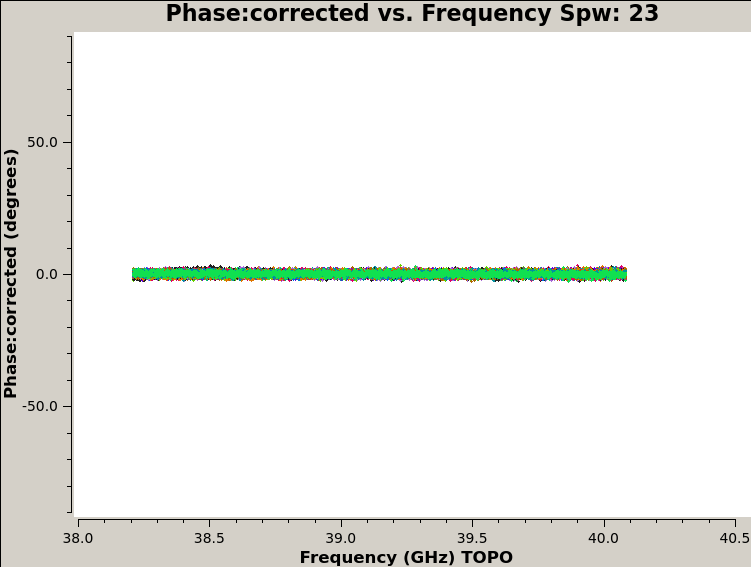 Phase:corrected vs. Frequency Spw: 23
Phase:corrected (degrees)
50.0
0.0
-50.0
38.0 38.5 39.0 39.5 40.0 40.5
Frequency (GHz) TOPO